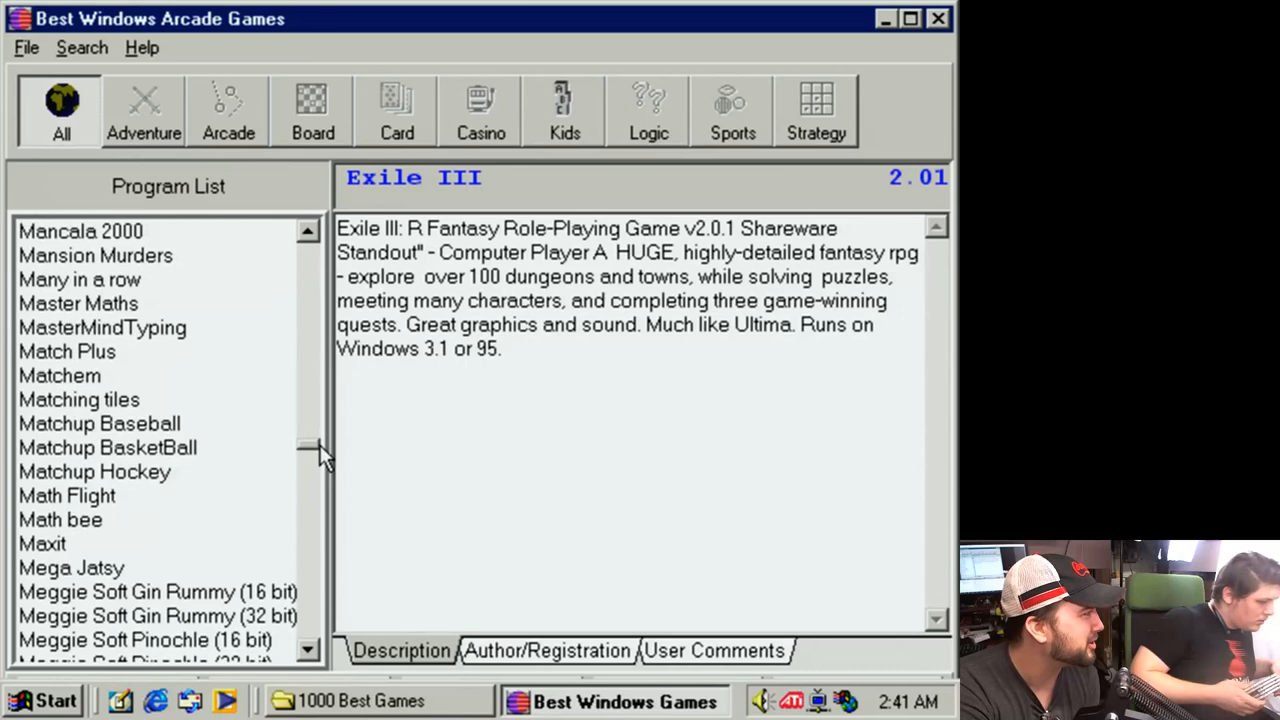 Best Windows Arcade Games
File Search Help
All Adventure Arcade Board Card Casino Kids Logic Sports Strategy
Program List
Exile III 2.01
Mancala 2000
Mansion Murders
Many in a row
Master Maths
MasterMindTyping
Match Plus
Matchem
Matching tiles
Matchup Baseball
Matchup BasketBall
Matchup Hockey
Math Flight
Math bee
Maxit
Mega Jatsy
Meggie Soft Gin Rummy (16 bit)
Meggie Soft Gin Rummy (32 bit)
Meggie Soft Pinochle (16 bit)
Meggie Soft Pinochle (32 bit)
Exile III: R Fantasy Role-Playing Game v2.0.1 Shareware
Standout" - Computer Player A HUGE, highly-detailed fantasy rpg
- explore over 100 dungeons and towns, while solving puzzles,
meeting many characters, and completing three game-winning
quests. Great graphics and sound. Much like Ultima. Runs on
Windows 3.1 or 95.
Description Author/Registration User Comments
Start 1000 Best Games Best Windows Games 2:41 AM